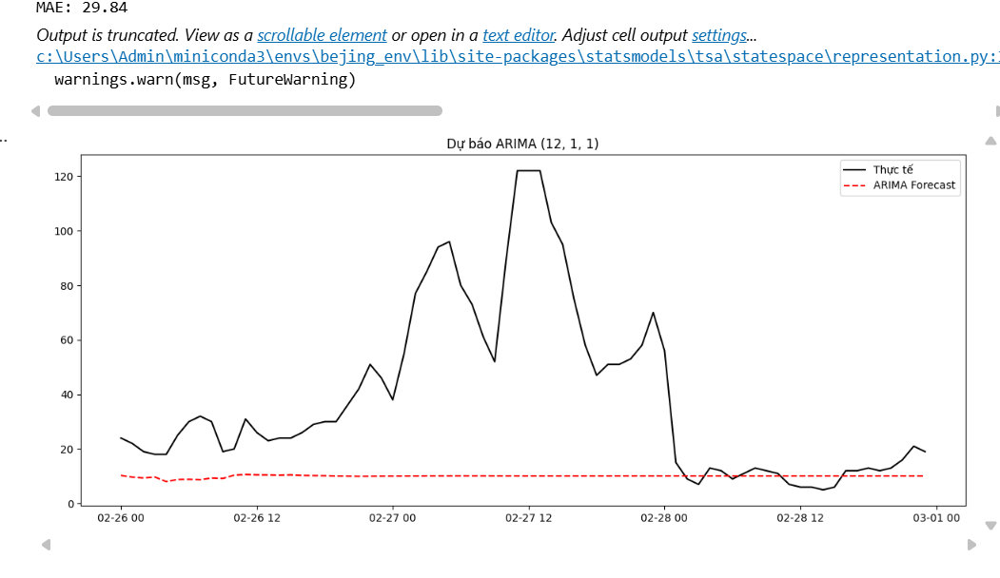 MAE: 29.84
Output is truncated. View as a scrollable element or open in a text editor. Adjust cell output settings...
c:\Users\Admin\miniconda3\envs\bejing_env\lib\site-packages\statsmodels\tsa\statespace\representation.py:
warnings.warn(msg, FutureWarning)
..
Dự báo ARIMA (12, 1, 1)
Thực tế
ARIMA Forecast
120
100
80
60
40
20
0
02-26 00
02-26 12
02-27 00
02-27 12
02-28 00
02-28 12
03-01 00